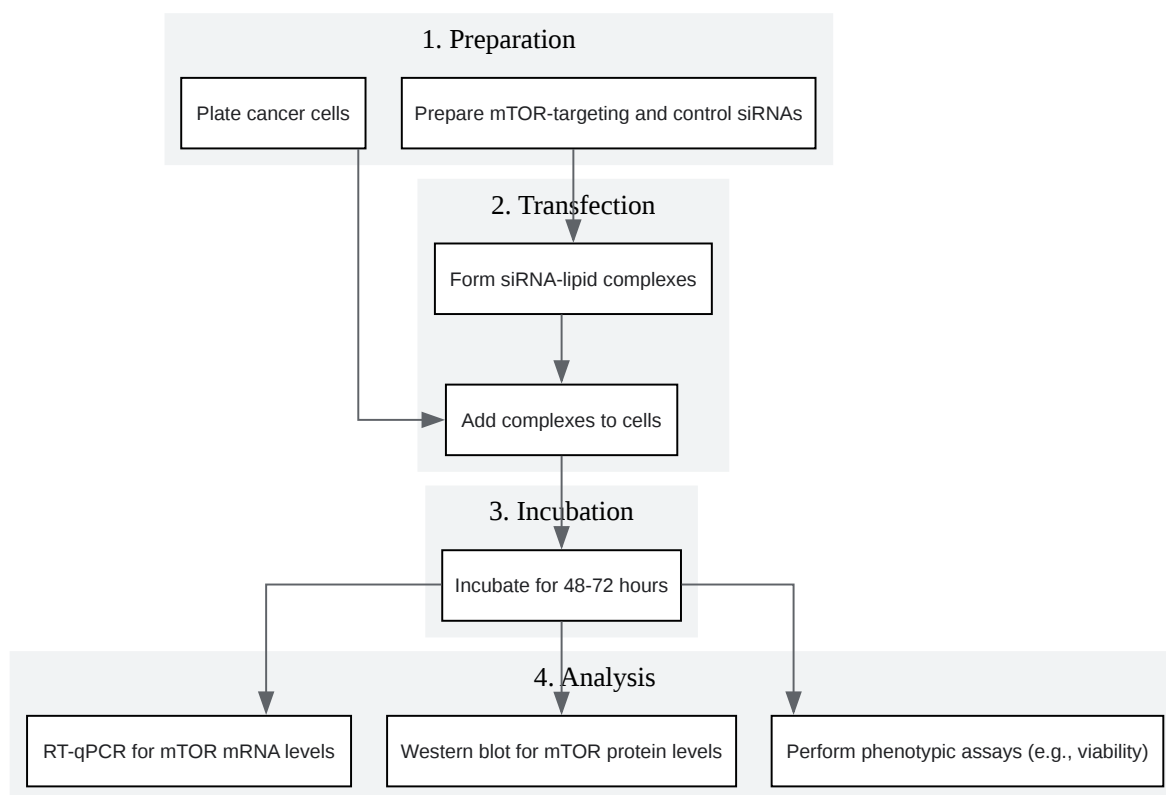 1. Preparation
Plate cancer cells
Prepare mTOR-targeting and control siRNAs
2. Transfection
Form siRNA-lipid complexes
Add complexes to cells
3. Incubation
Incubate for 48-72 hours
4. Analysis
RT-qPCR for mTOR mRNA levels
Western blot for mTOR protein levels
Perform phenotypic assays (e.g., viability)